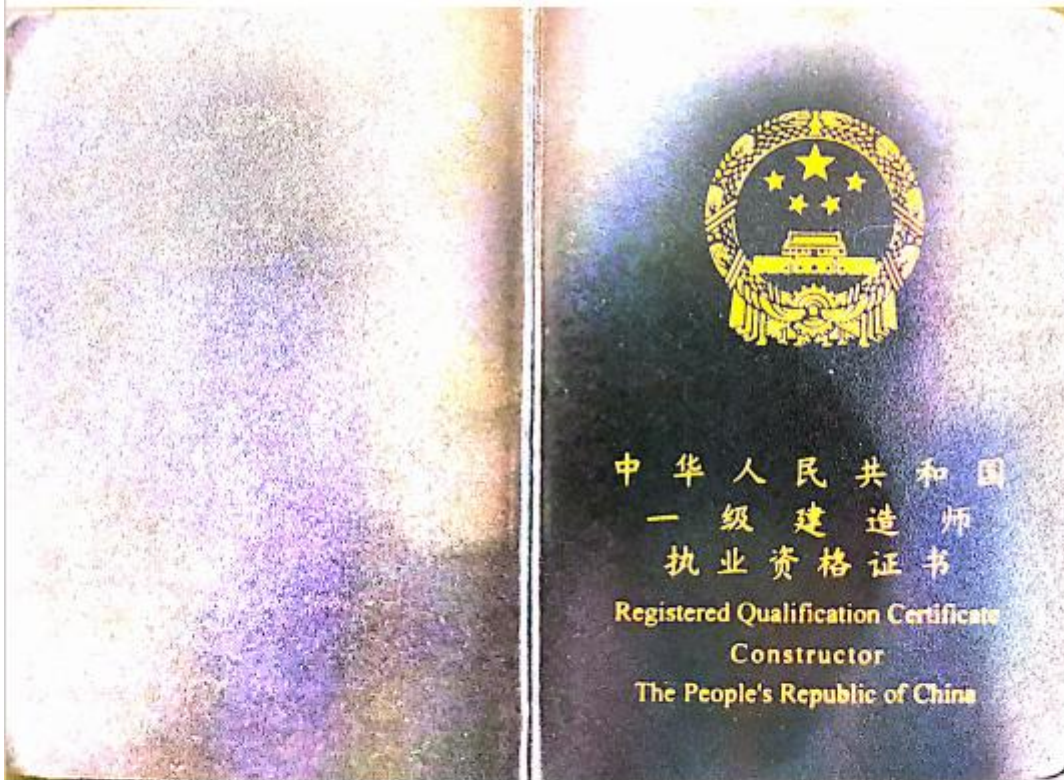 中华人民共和国
一级建造师
执业资格证书
Registered Qualification Certificate
Constructor
The People's Republic of China